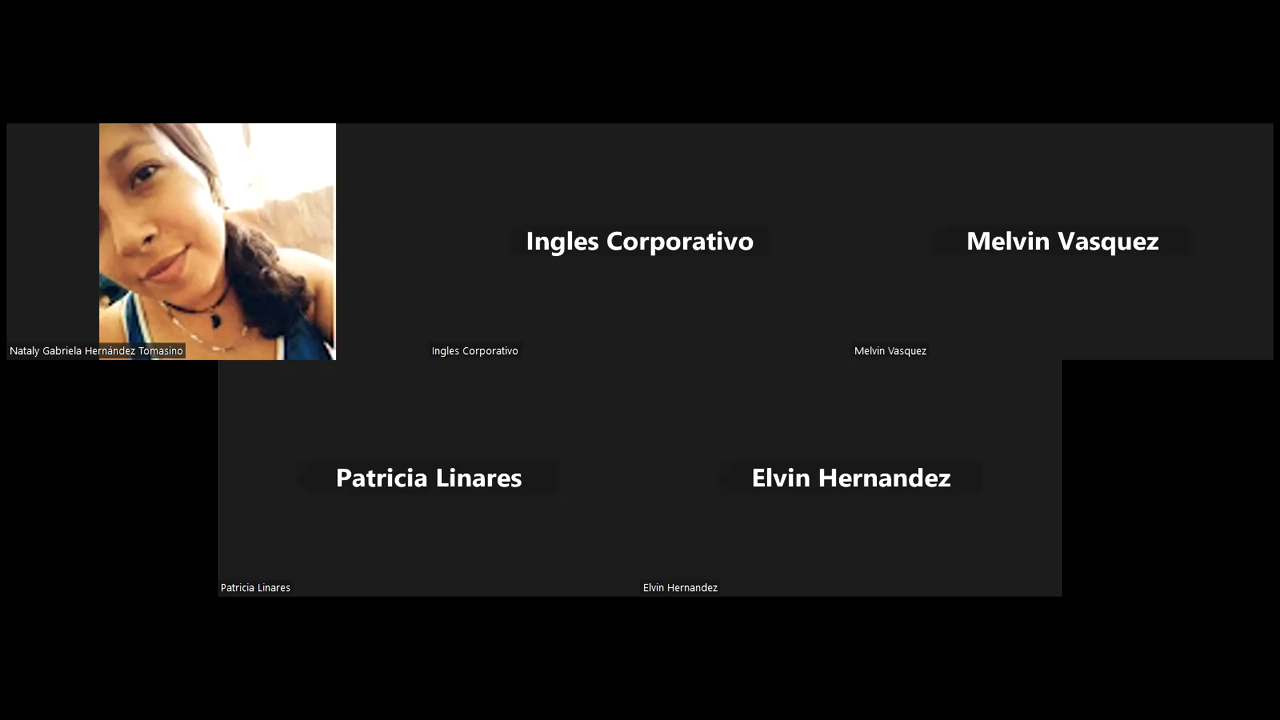 Ingles Corporativo
Melvin Vasquez
Nataly Gabriela Hernández Tomasino
Ingles Corporativo
Melvin Vasquez
Patricia Linares
Elvin Hernandez
Patricia Linares
Elvin Hernandez